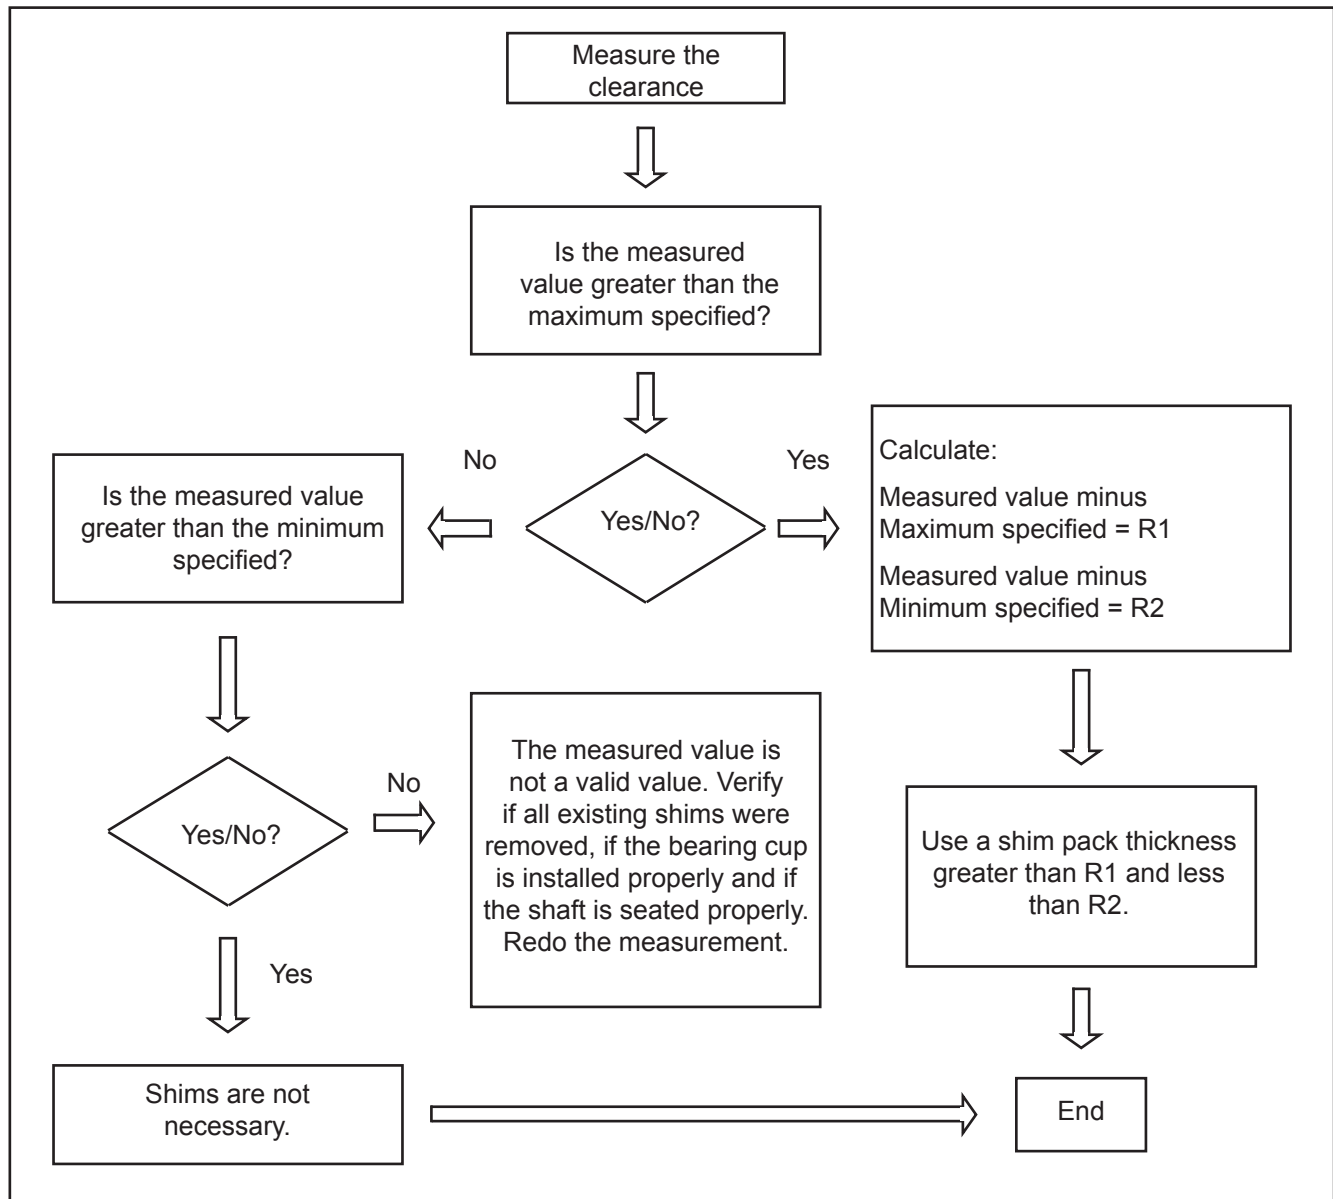 Measure the
clearance
Is the measured
value greater than the
maximum specified?
No
Yes
Yes/No?
Calculate:
Measured value minus
Maximum specified = R1
Measured value minus
Minimum specified = R2
Is the measured value
greater than the minimum
specified?
Yes/No?
No
The measured value is
not a valid value. Verify
if all existing shims were
removed, if the bearing cup
is installed properly and if
the shaft is seated properly.
Redo the measurement.
Use a shim pack thickness
greater than R1 and less
than R2.
Yes
Shims are not
necessary.
End